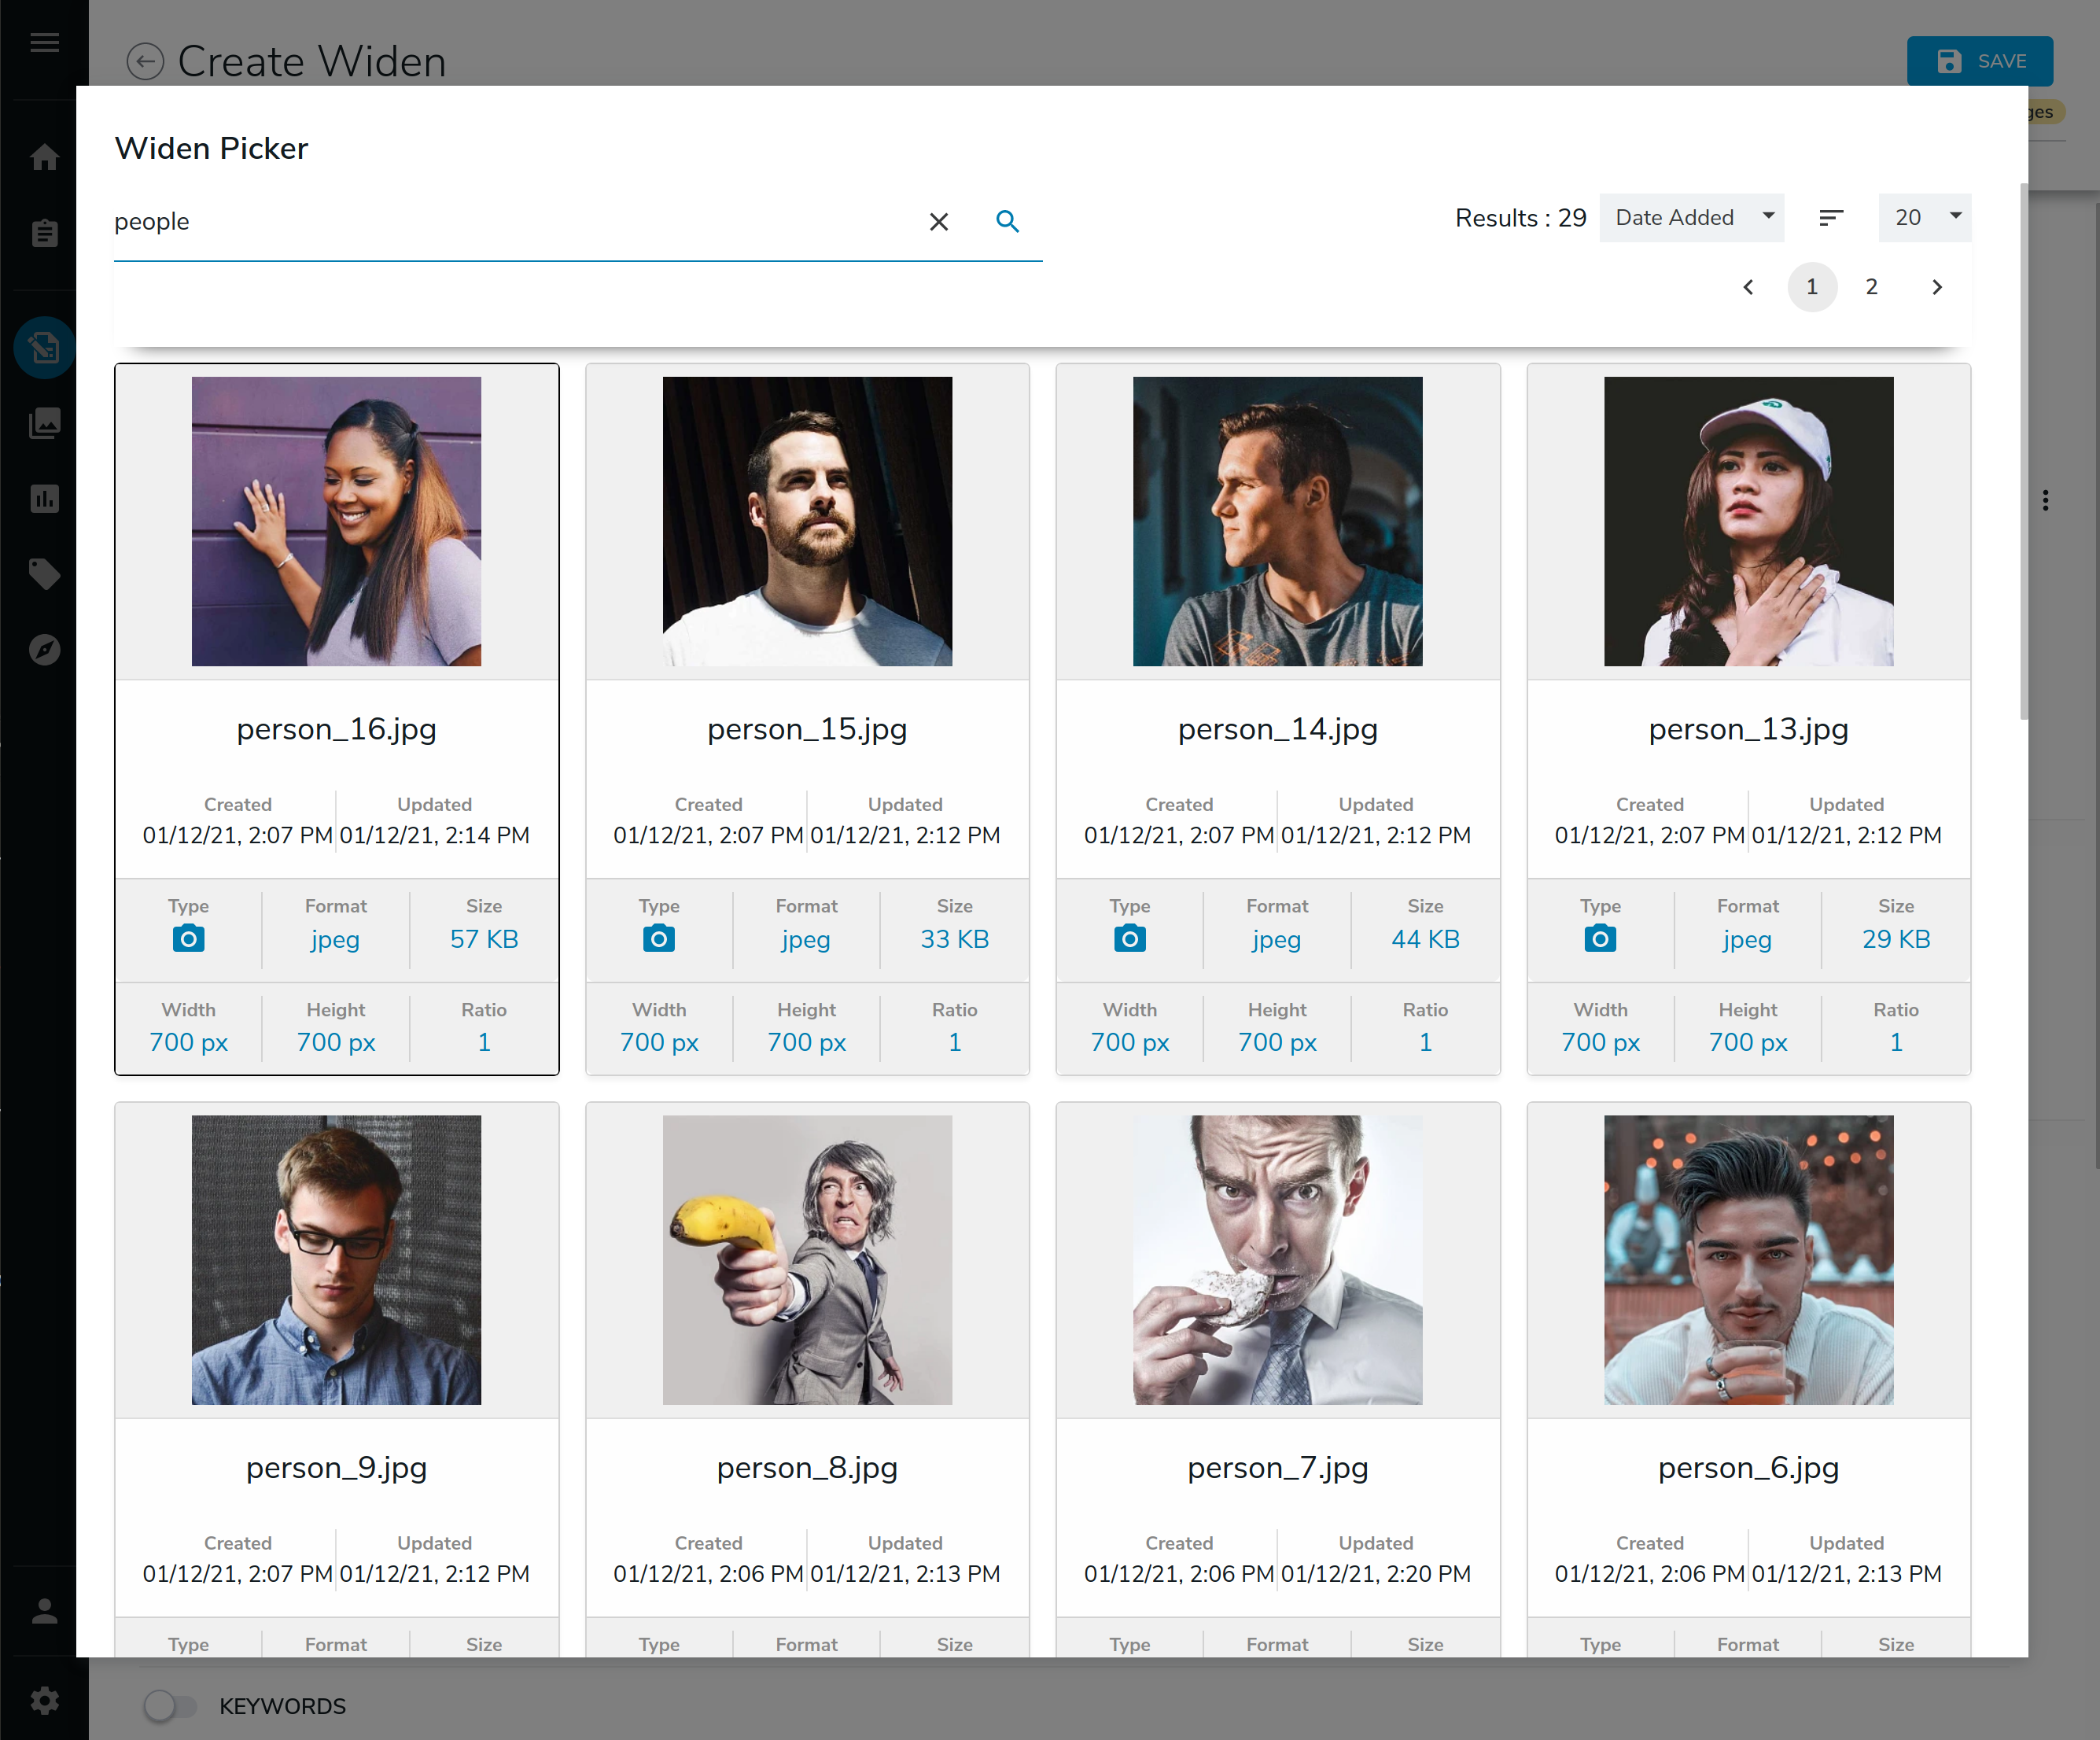 Create Widen
SAVE
ges
Widen Picker
people
Results : 29
Date Added
20
1
2
person_16.jpg
person_15.jpg
person_14.jpg
person_13.jpg
Created Updated Created Updated Created Updated Created Updated
01/12/21, 2:07 PM 01/12/21, 2:14 PM 01/12/21, 2:07 PM 01/12/21, 2:12 PM 01/12/21, 2:07 PM 01/12/21, 2:12 PM 01/12/21, 2:07 PM 01/12/21, 2:12 PM
Type Format Size Type Format Size Type Format Size Type Format Size
jpeg 57 KB jpeg 33 KB jpeg 44 KB jpeg 29 KB
Width Height Ratio Width Height Ratio Width Height Ratio Width Height Ratio
700 px 700 px 1 700 px 700 px 1 700 px 700 px 1 700 px 700 px 1
person_9.jpg
person_8.jpg
person_7.jpg
person_6.jpg
Created Updated Created Updated Created Updated Created Updated
01/12/21, 2:07 PM 01/12/21, 2:12 PM 01/12/21, 2:06 PM 01/12/21, 2:13 PM 01/12/21, 2:06 PM 01/12/21, 2:20 PM 01/12/21, 2:06 PM 01/12/21, 2:13 PM
Type Format Size Type Format Size Type Format Size Type Format Size
KEYWORDS